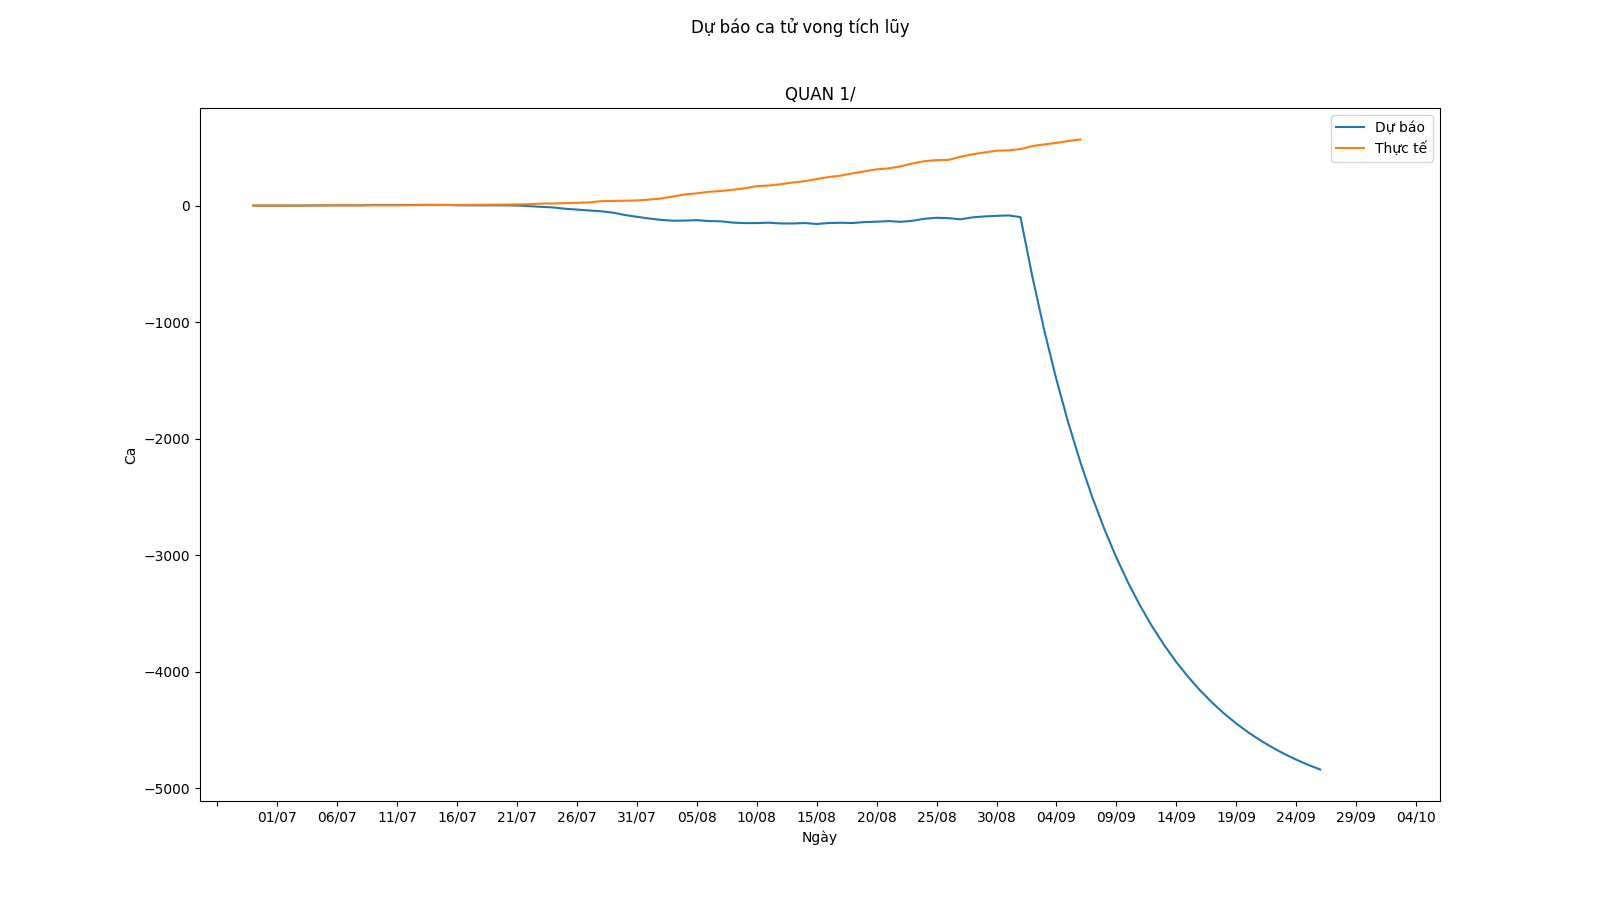 Dự báo ca tử vong tích lũy
QUAN 1/
Dự báo
Thực tế
0
−1000
−2000
−3000
−4000
−5000
Ca
01/07 06/07 11/07 16/07 21/07 26/07 31/07 05/08 10/08 15/08 20/08 25/08 30/08 04/09 09/09 14/09 19/09 24/09 29/09 04/10
Ngày